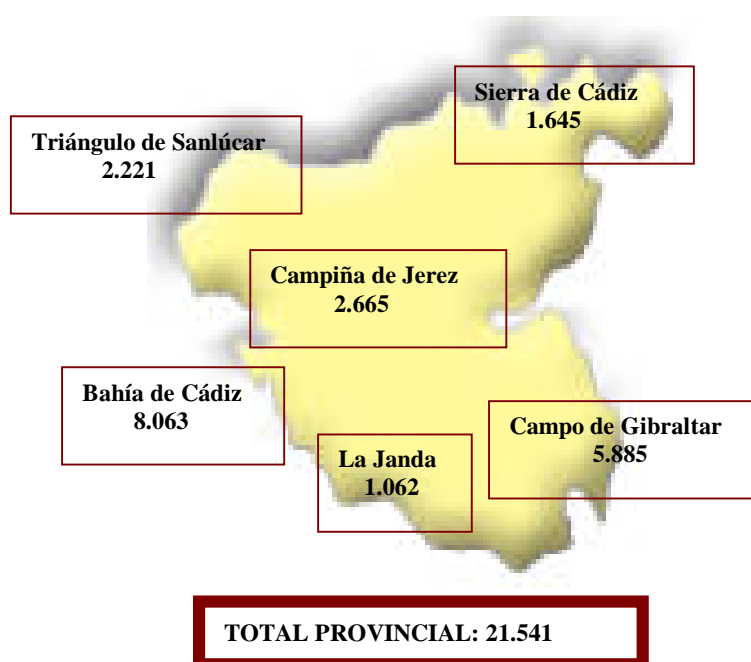 Sierra de Cádiz
1.645
Triángulo de Sanlúcar
2.221
Campiña de Jerez
2.665
Bahía de Cádiz
8.063
Campo de Gibraltar
5.885
La Janda
1.062
TOTAL PROVINCIAL: 21.541